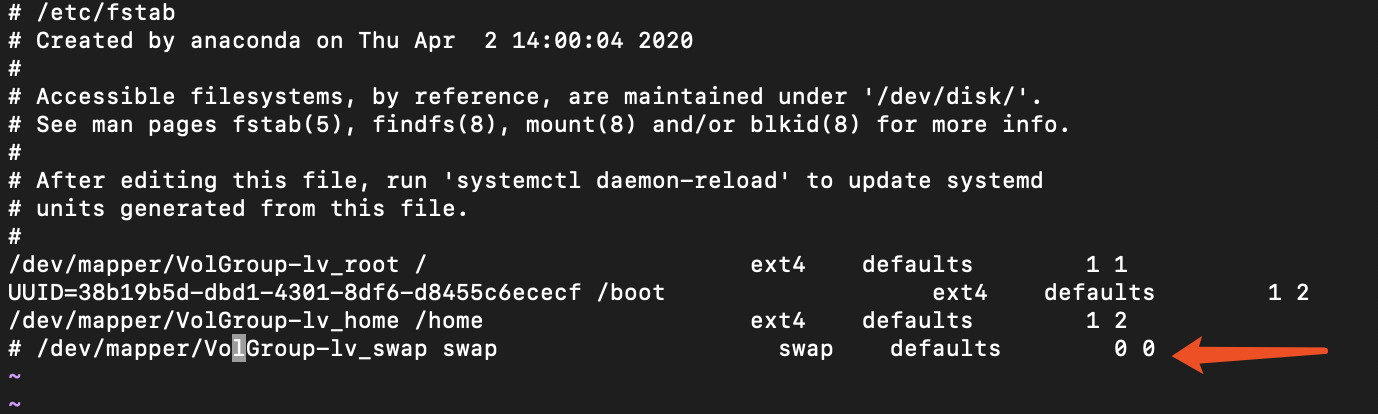 # /etc/fstab
# Created by anaconda on Thu Apr  2 14:00:04 2020
#
# Accessible filesystems, by reference, are maintained under '/dev/disk/'.
# See man pages fstab(5), findfs(8), mount(8) and/or blkid(8) for more info.
#
# After editing this file, run 'systemctl daemon-reload' to update systemd
# units generated from this file.
#
/dev/mapper/VolGroup-lv_root /                       ext4    defaults        1 1
UUID=38b19b5d-dbd1-4301-8df6-d8455c6ececf /boot                   ext4    defaults        1 2
/dev/mapper/VolGroup-lv_home /home                   ext4    defaults        1 2
# /dev/mapper/VolGroup-lv_swap swap                    swap    defaults        0 0
~
~